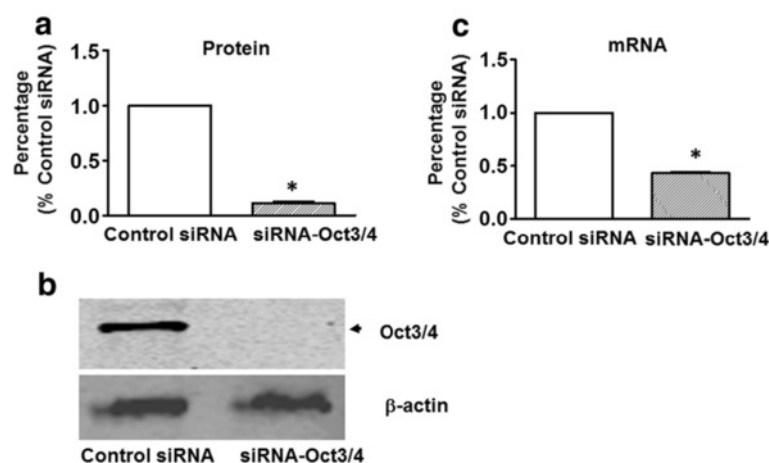 a
Protein
Percentage
(% Control siRNA)
1.5
1.0
0.5
0.0
*
Control siRNA siRNA-Oct3/4
c
mRNA
Percentage
(% Control siRNA)
1.5
1.0
0.5
0.0
*
Control siRNA siRNA-Oct3/4
b
Oct3/4
β-actin
Control siRNA siRNA-Oct3/4